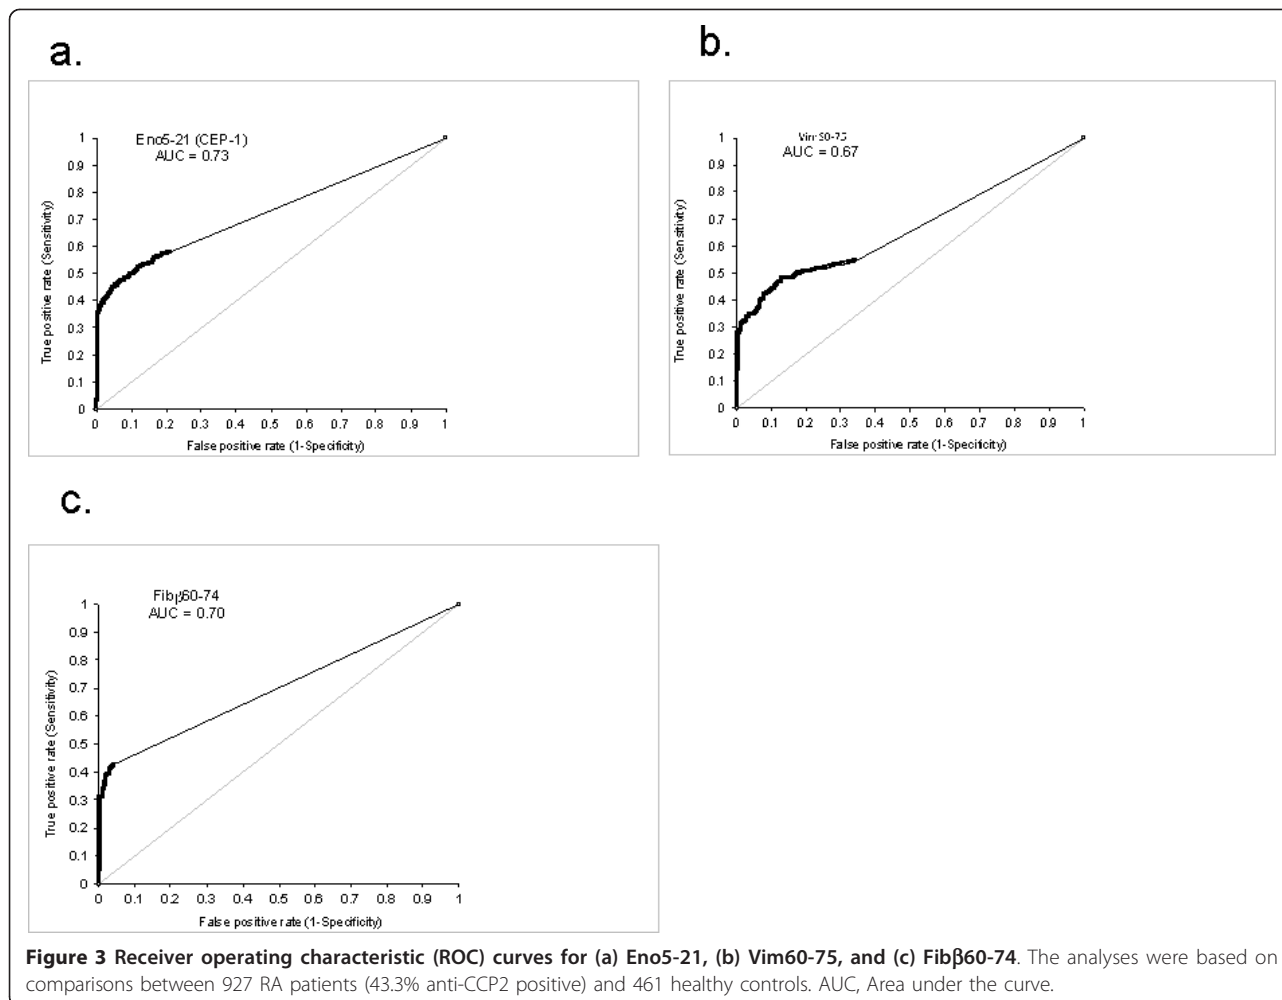 a.
Eno5-21 (CEP-1)
AUC = 0.73
1
0.9
0.8
0.7
0.6
0.5
0.4
0.3
0.2
0.1
0
True positive rate (Sensitivity)
0 0.1 0.2 0.3 0.4 0.5 0.6 0.7 0.8 0.9 1
False positive rate (1-Specificity)
b.
Vim60-75
AUC = 0.67
1
0.9
0.8
0.7
0.6
0.5
0.4
0.3
0.2
0.1
0
True positive rate (Sensitivity)
0 0.1 0.2 0.3 0.4 0.5 0.6 0.7 0.8 0.9 1
False positive rate (1-Specificity)
c.
Fibβ60-74
AUC = 0.70
1
0.9
0.8
0.7
0.6
0.5
0.4
0.3
0.2
0.1
0
True positive rate (Sensitivity)
0 0.1 0.2 0.3 0.4 0.5 0.6 0.7 0.8 0.9 1
False positive rate (1-Specificity)
Figure 3 Receiver operating characteristic (ROC) curves for (a) Eno5-21, (b) Vim60-75, and (c) Fibβ60-74. The analyses were based on
comparisons between 927 RA patients (43.3% anti-CCP2 positive) and 461 healthy controls. AUC, Area under the curve.